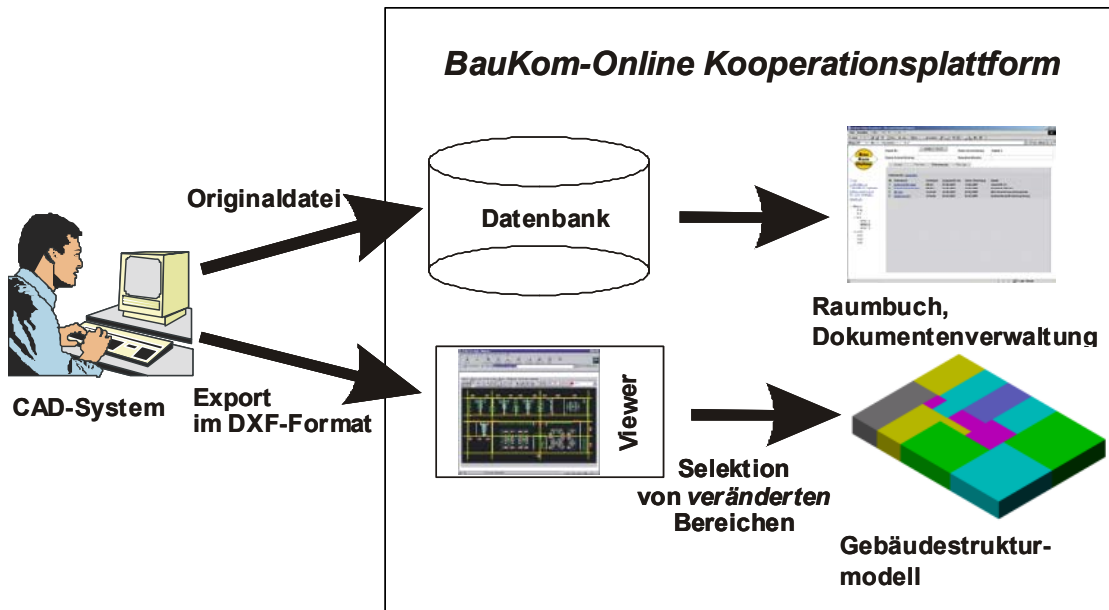 BauKom-Online Kooperationsplattform
Originaldatei
Datenbank
Raumbuch,
Dokumentenverwaltung
CAD-System
Export
im DXF-Format
Viewer
Selektion
von veränderten
Bereichen
Gebäudestruktur-
modell